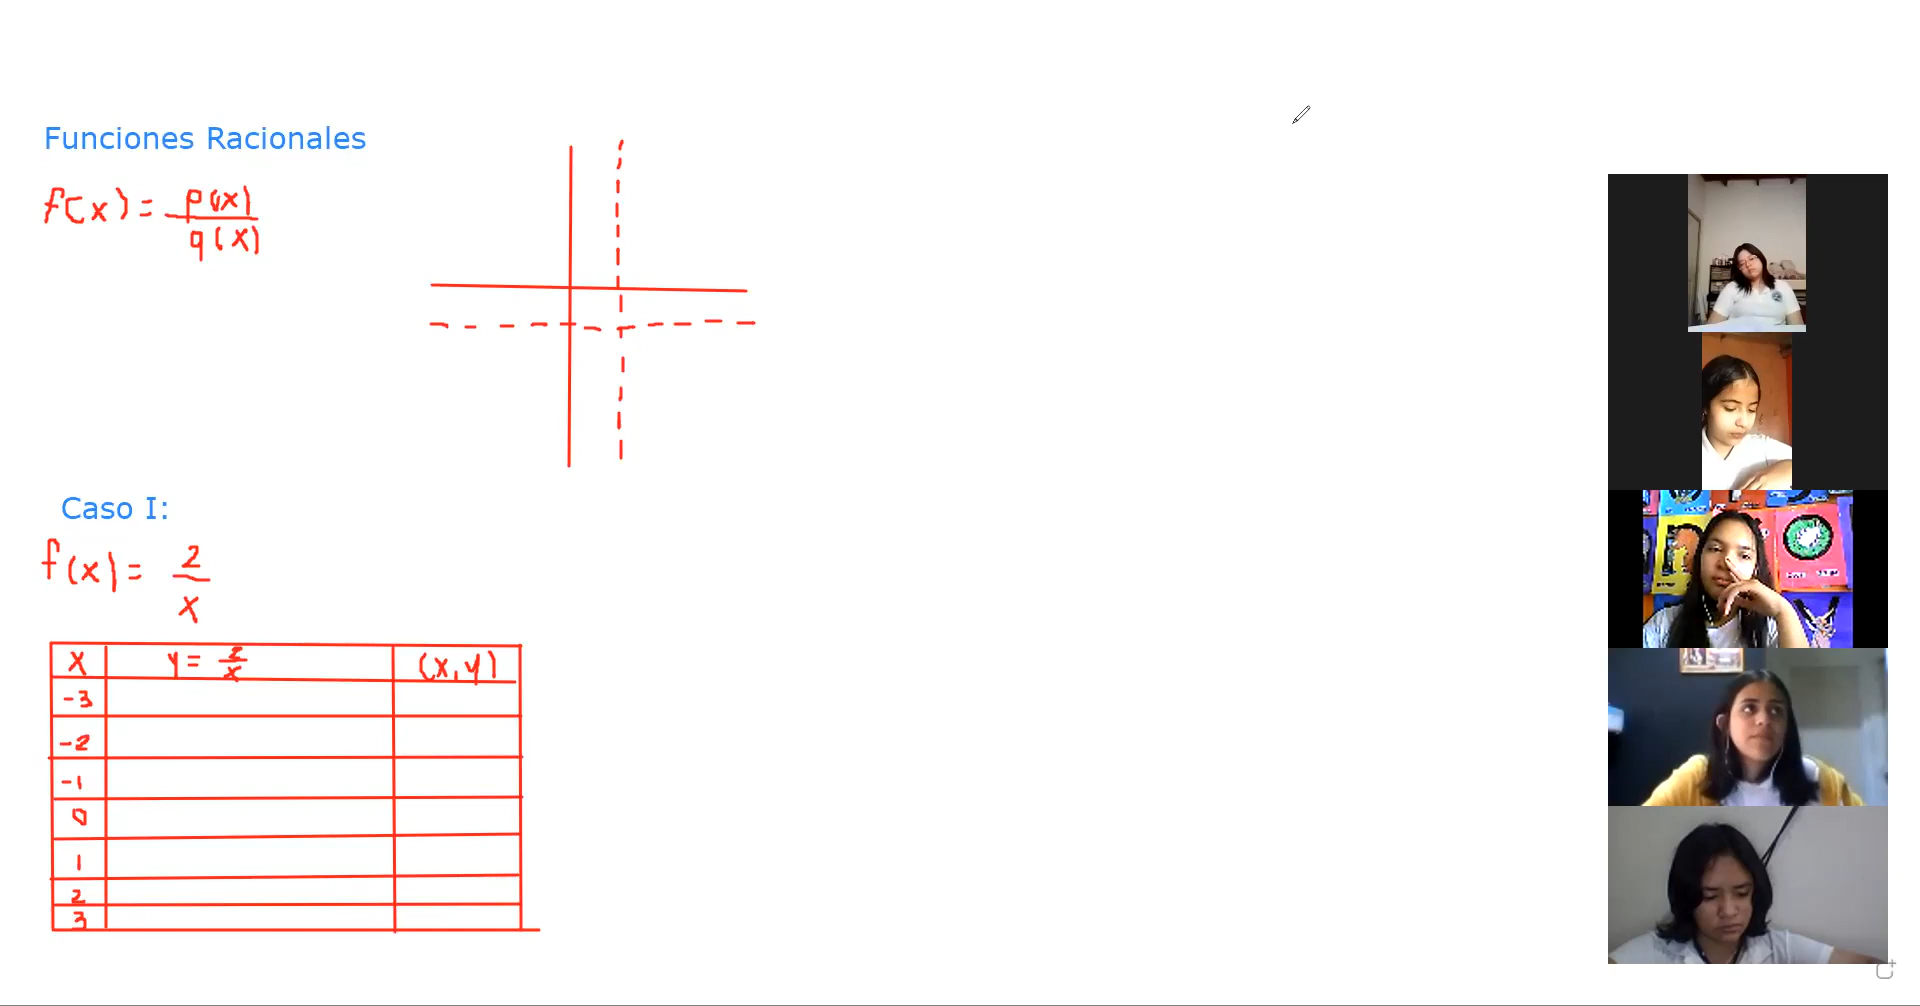 Funciones Racionales
f(x) = p(x)
q(x)
Caso I:
f(x) = 2
x
x y = 2/x (x, y)
-3
-2
-1
0
1
2
3